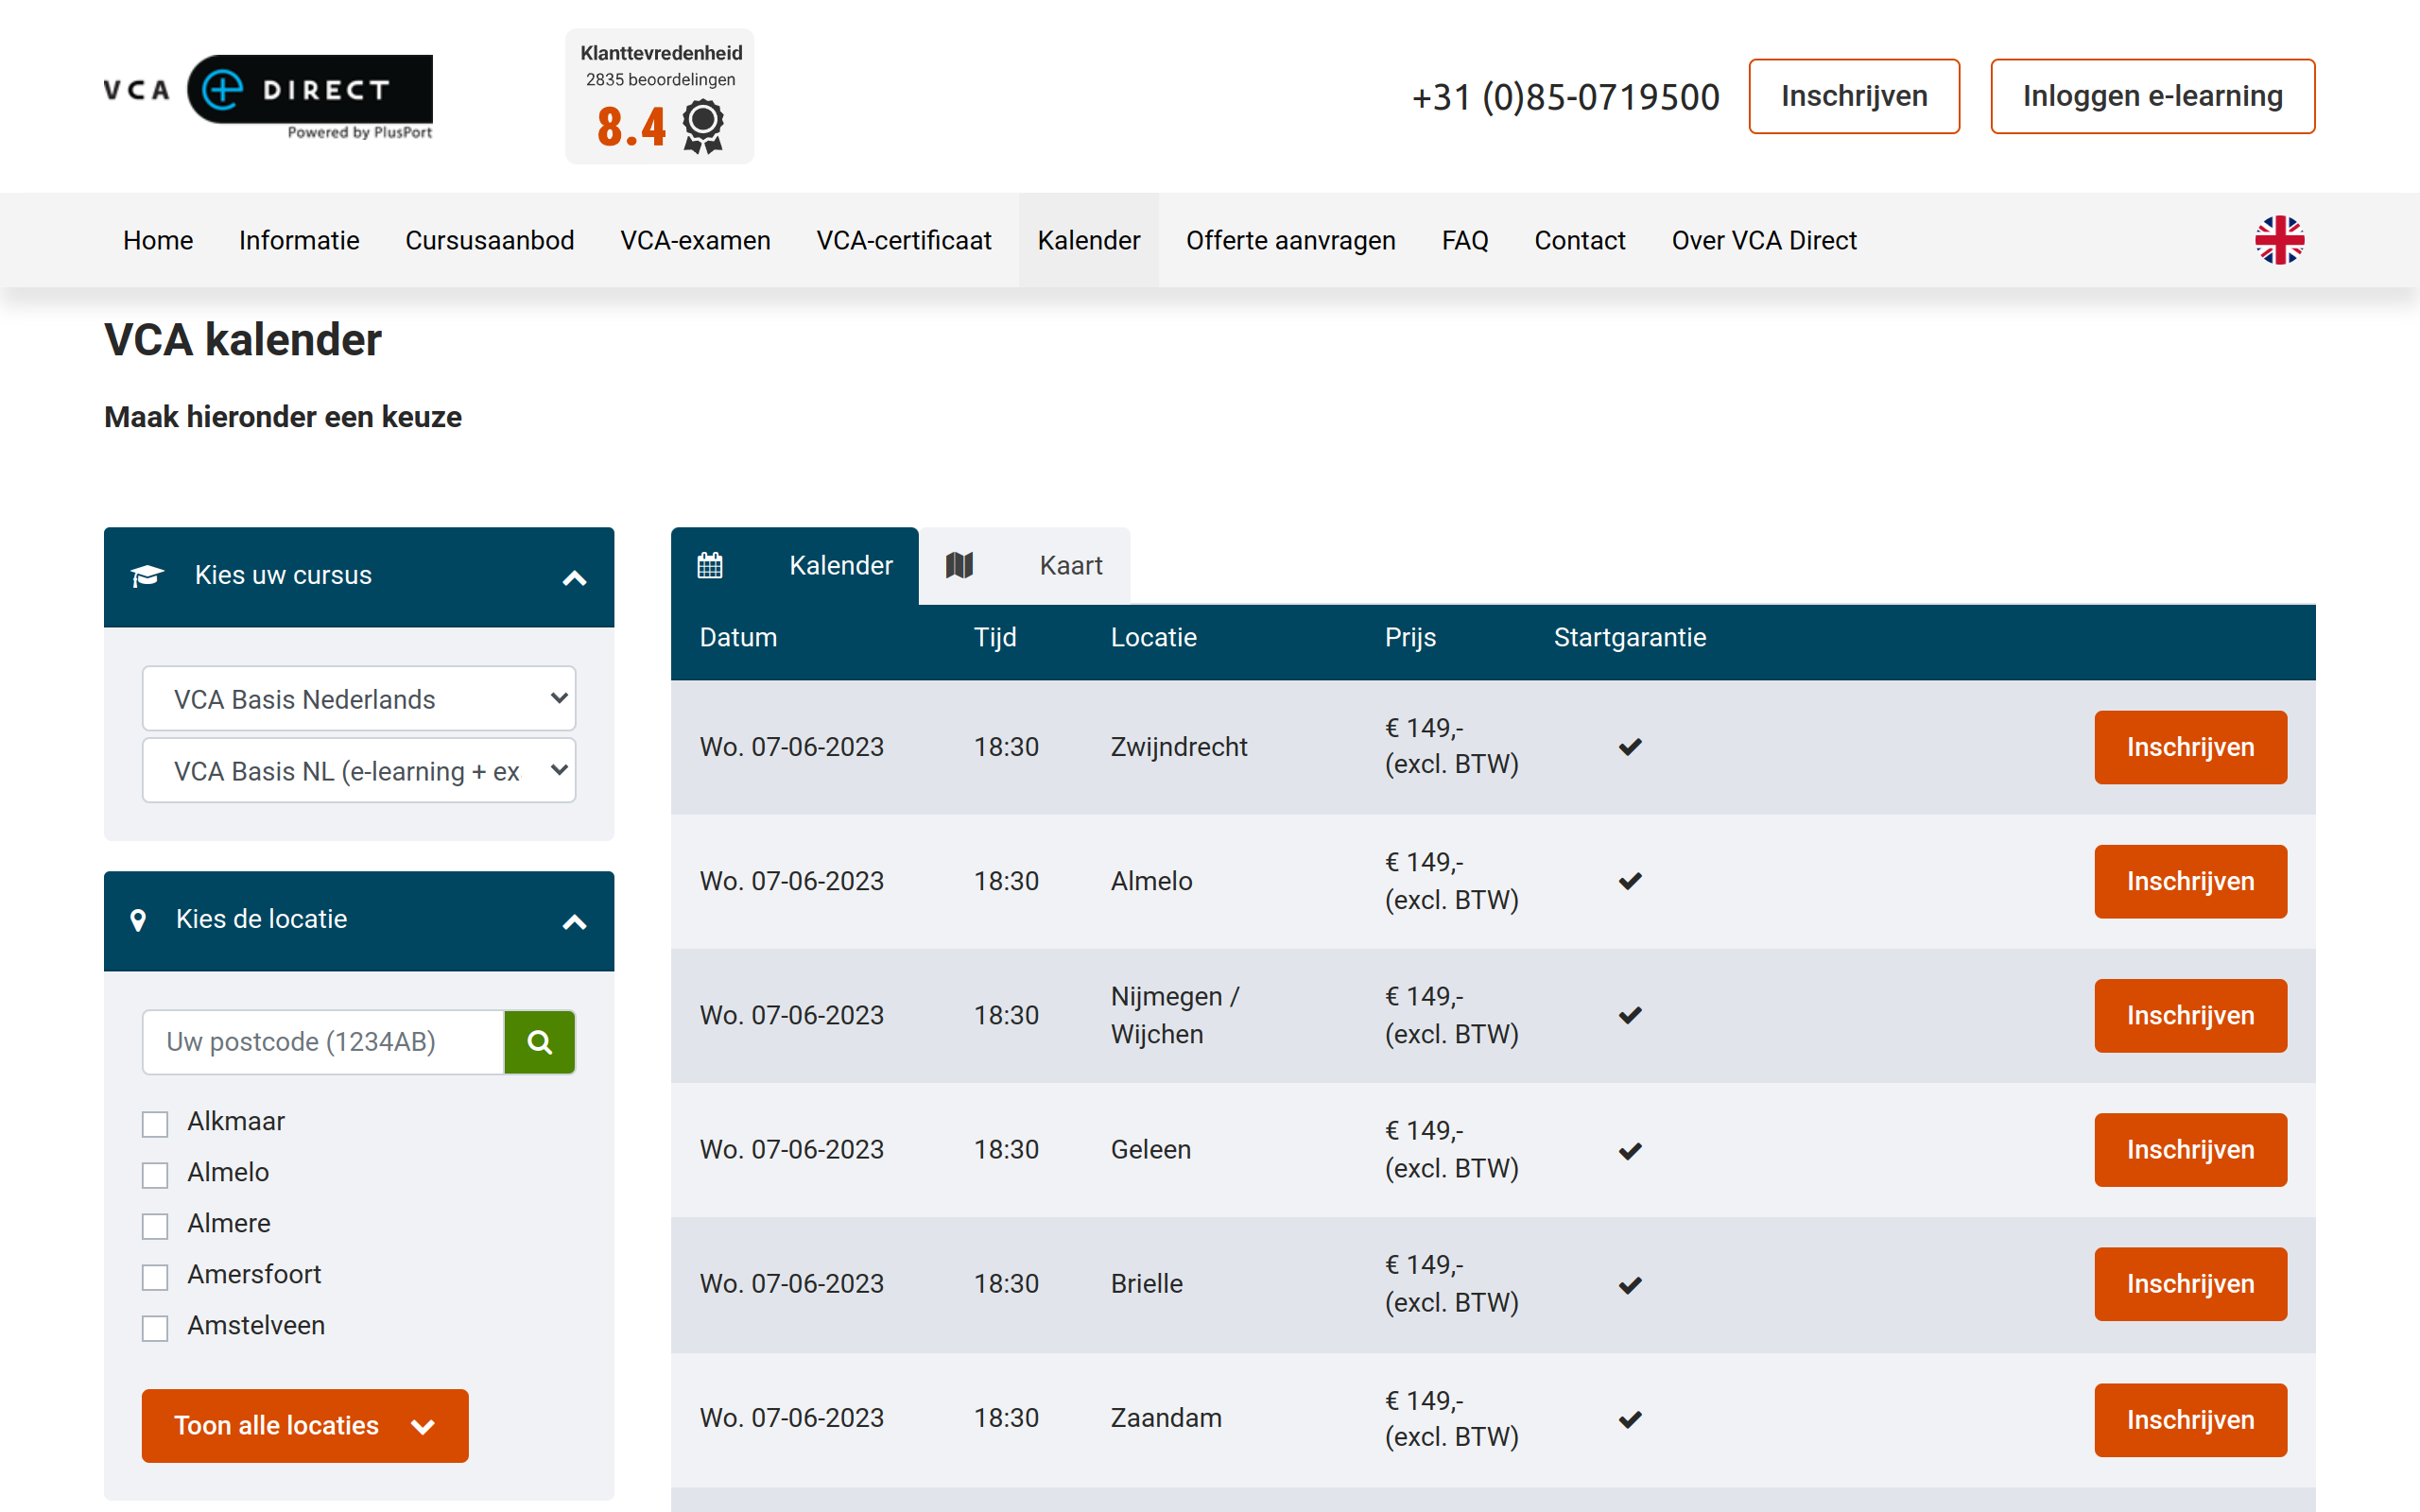 VCA DIRECT
Powered by PlusPort
Klanttevredenheid
2835 beoordelingen
8.4
+31 (0)85-0719500
Inschrijven
Inloggen e-learning
Home
Informatie
Cursusaanbod
VCA-examen
VCA-certificaat
Kalender
Offerte aanvragen
FAQ
Contact
Over VCA Direct
VCA kalender
Maak hieronder een keuze
Kies uw cursus
VCA Basis Nederlands
VCA Basis NL (e-learning + ex
Kies de locatie
Uw postcode (1234AB)
Alkmaar
Almelo
Almere
Amersfoort
Amstelveen
Toon alle locaties
Kalender
Kaart
Datum Tijd Locatie Prijs Startgarantie
Wo. 07-06-2023 18:30 Zwijndrecht € 149,-
(excl. BTW)
Inschrijven
Wo. 07-06-2023 18:30 Almelo € 149,-
(excl. BTW)
Inschrijven
Wo. 07-06-2023 18:30 Nijmegen / € 149,-
Wijchen (excl. BTW)
Inschrijven
Wo. 07-06-2023 18:30 Geleen € 149,-
(excl. BTW)
Inschrijven
Wo. 07-06-2023 18:30 Brielle € 149,-
(excl. BTW)
Inschrijven
Wo. 07-06-2023 18:30 Zaandam € 149,-
(excl. BTW)
Inschrijven